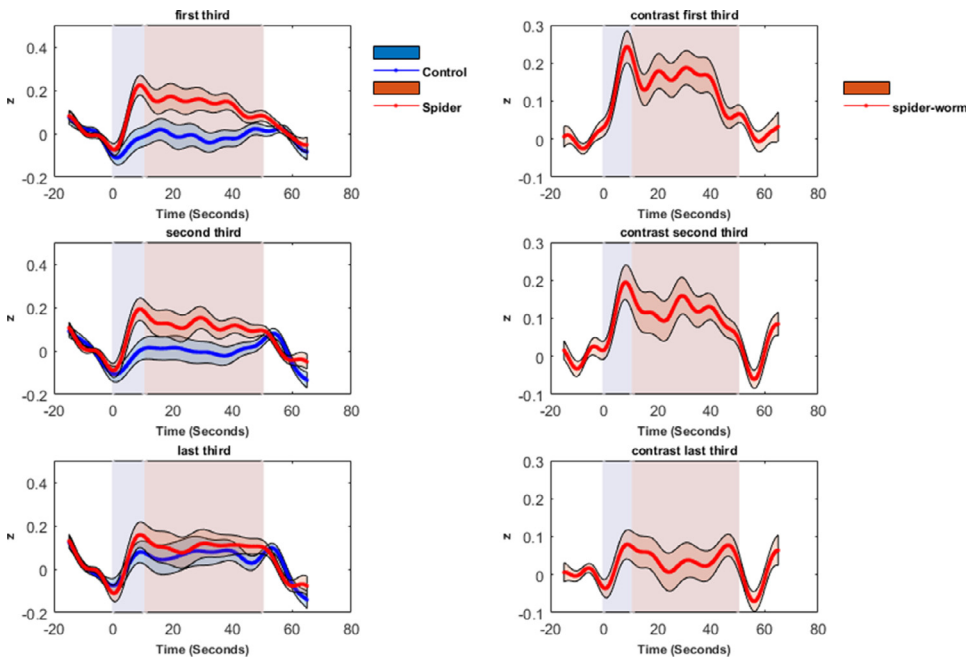 first third
contrast first third
z
0.4
0.2
0
-0.2
-20 0 20 40 60 80
Time (Seconds)
Control
Spider
z
0.3
0.2
0.1
0
-0.1
-20 0 20 40 60 80
Time (Seconds)
spider-worm
second third
contrast second third
z
0.4
0.2
0
-0.2
-20 0 20 40 60 80
Time (Seconds)
z
0.3
0.2
0.1
0
-0.1
-20 0 20 40 60 80
Time (Seconds)
last third
contrast last third
z
0.4
0.2
0
-0.2
-20 0 20 40 60 80
Time (Seconds)
z
0.3
0.2
0.1
0
-0.1
-20 0 20 40 60 80
Time (Seconds)